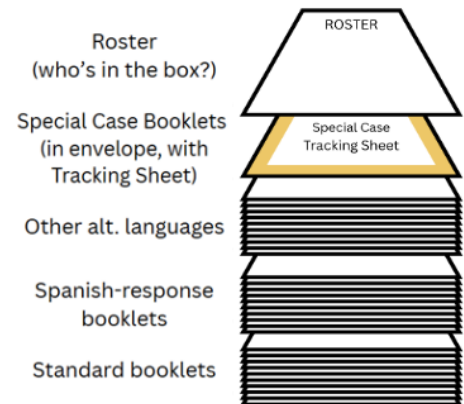 Roster
(who's in the box?)
ROSTER
Special Case Booklets
(in envelope, with
Tracking Sheet)
Special Case
Tracking Sheet
Other alt. languages
Spanish-response
booklets
Standard booklets